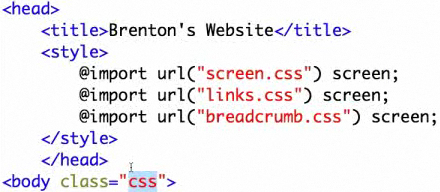 <head>
<title>Brenton's Website</title>
<style>
@import url("screen.css") screen;
@import url("links.css") screen;
@import url("breadcrumb.css") screen;
</style>
</head>
<body class="css">